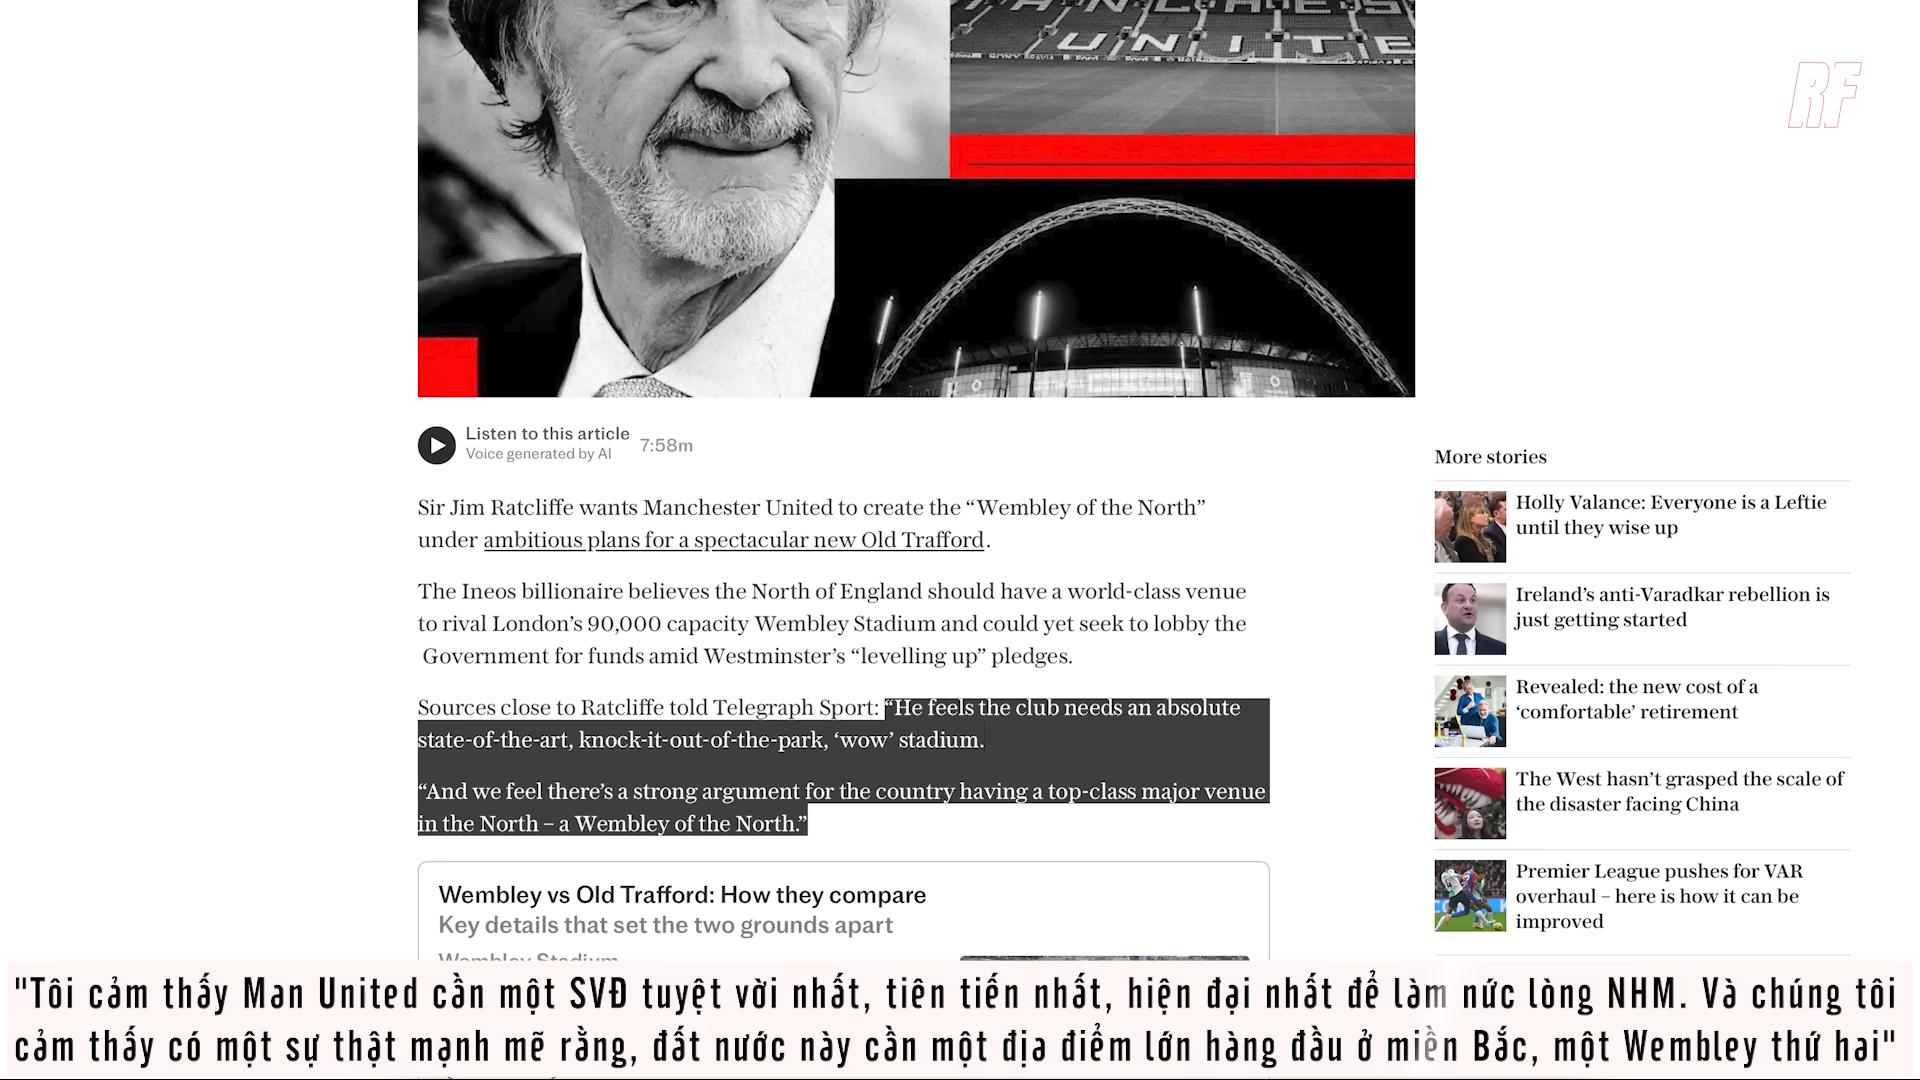 UNITE
RF
Listen to this article
Voice generated by AI
7:58m
Sir Jim Ratcliffe wants Manchester United to create the “Wembley of the North”
under ambitious plans for a spectacular new Old Trafford.
The Ineos billionaire believes the North of England should have a world-class venue
to rival London’s 90,000 capacity Wembley Stadium and could yet seek to lobby the
Government for funds amid Westminster’s “levelling up” pledges.
Sources close to Ratcliffe told Telegraph Sport: “He feels the club needs an absolute
state-of-the-art, knock-it-out-of-the-park, ‘wow’ stadium.
“And we feel there’s a strong argument for the country having a top-class major venue
in the North – a Wembley of the North.”
Wembley vs Old Trafford: How they compare
Key details that set the two grounds apart
Wembley Stadium
More stories
Holly Valance: Everyone is a Leftie
until they wise up
Ireland’s anti-Varadkar rebellion is
just getting started
Revealed: the new cost of a
‘comfortable’ retirement
The West hasn’t grasped the scale of
the disaster facing China
Premier League pushes for VAR
overhaul – here is how it can be
improved
"Tôi cảm thấy Man United cần một SVĐ tuyệt vời nhất, tiên tiến nhất, hiện đại nhất để làm nức lòng NHM. Và chúng tôi
cảm thấy có một sự thật mạnh mẽ rằng, đất nước này cần một địa điểm lớn hàng đầu ở miền Bắc, một Wembley thứ hai"